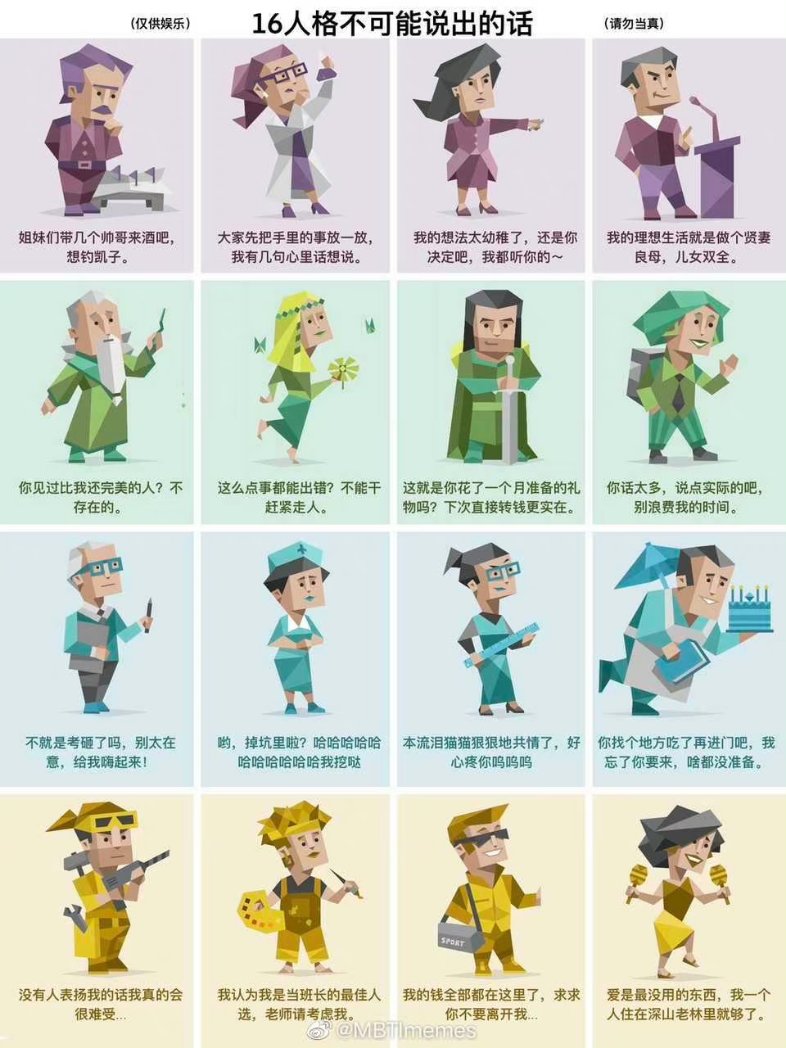 （仅供娱乐）
16人格不可能说出的话
（请勿当真）
姐妹们带几个帅哥来酒吧，
想钓凯子。
大家先把手里的事放一放，
我有几句心里话想说。
我的想法太幼稚了，还是你
决定吧，我都听你的～
我的理想生活就是做个贤妻
良母，儿女双全。
你见过比我还完美的人？不
存在的。
这么点事都能出错？不能干
赶紧走人。
这就是你花了一个月准备的礼
物吗？下次直接转钱更实在。
你话太多，说点实际的吧，
别浪费我的时间。
不就是考砸了吗，别太在
意，给我嗨起来！
哟，掉坑里啦？哈哈哈哈哈
哈哈哈哈哈哈我挖哒
本流泪猫猫狠狠地共情了，好
心疼你呜呜呜
你找个地方吃了再进门吧，我
忘了你要来，啥都没准备。
SPORT
没有人表扬我的话我真的会
很难受...
我认为我是当班长的最佳人
选，老师请考虑我。
我的钱全部都在这里了，求求
你不要离开我...
爱是最没用的东西，我一个
人住在深山老林里就够了。
@MBTImemes